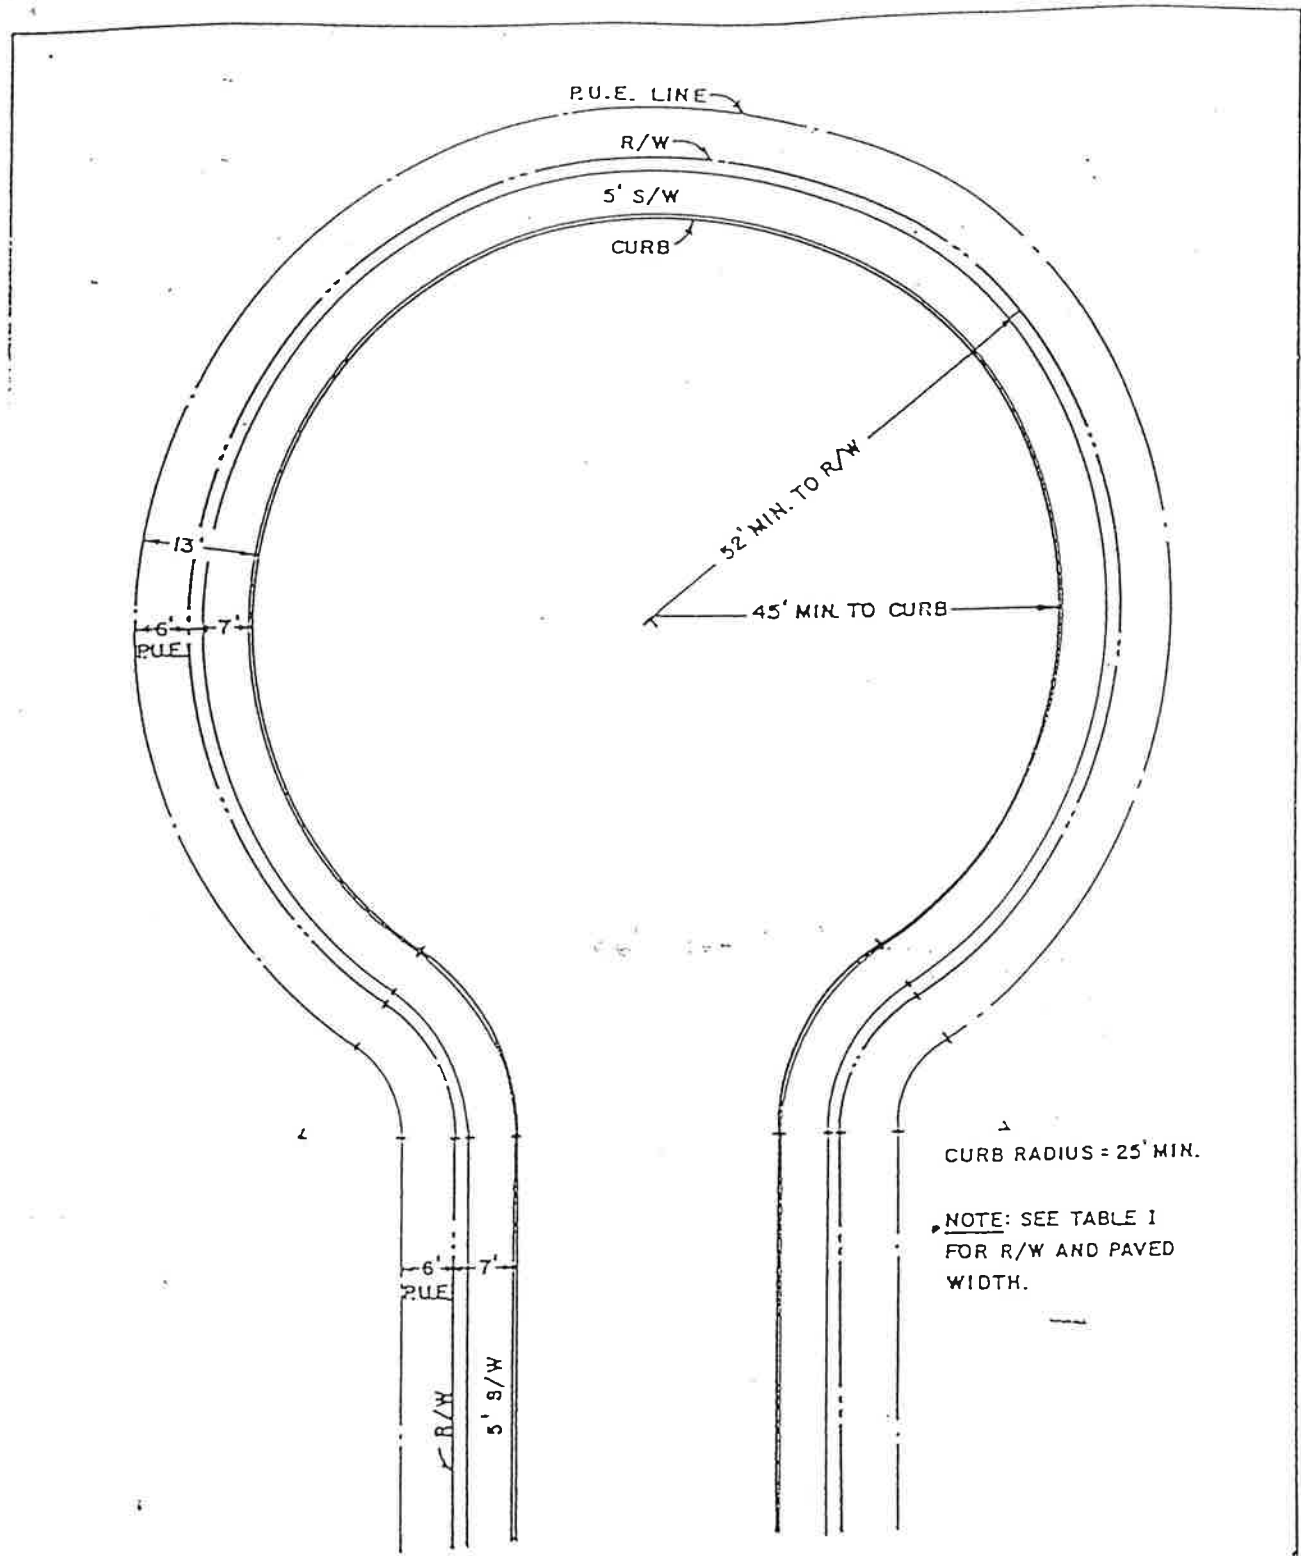 P.U.E. LINE
R/W
5' S/W
CURB
52' MIN. TO R/W
13'
45' MIN. TO CURB
6' 7'
P.U.E.
CURB RADIUS = 25' MIN.
NOTE: SEE TABLE I
FOR R/W AND PAVED
WIDTH.
6' 7'
P.U.E.
R/W
5' S/W